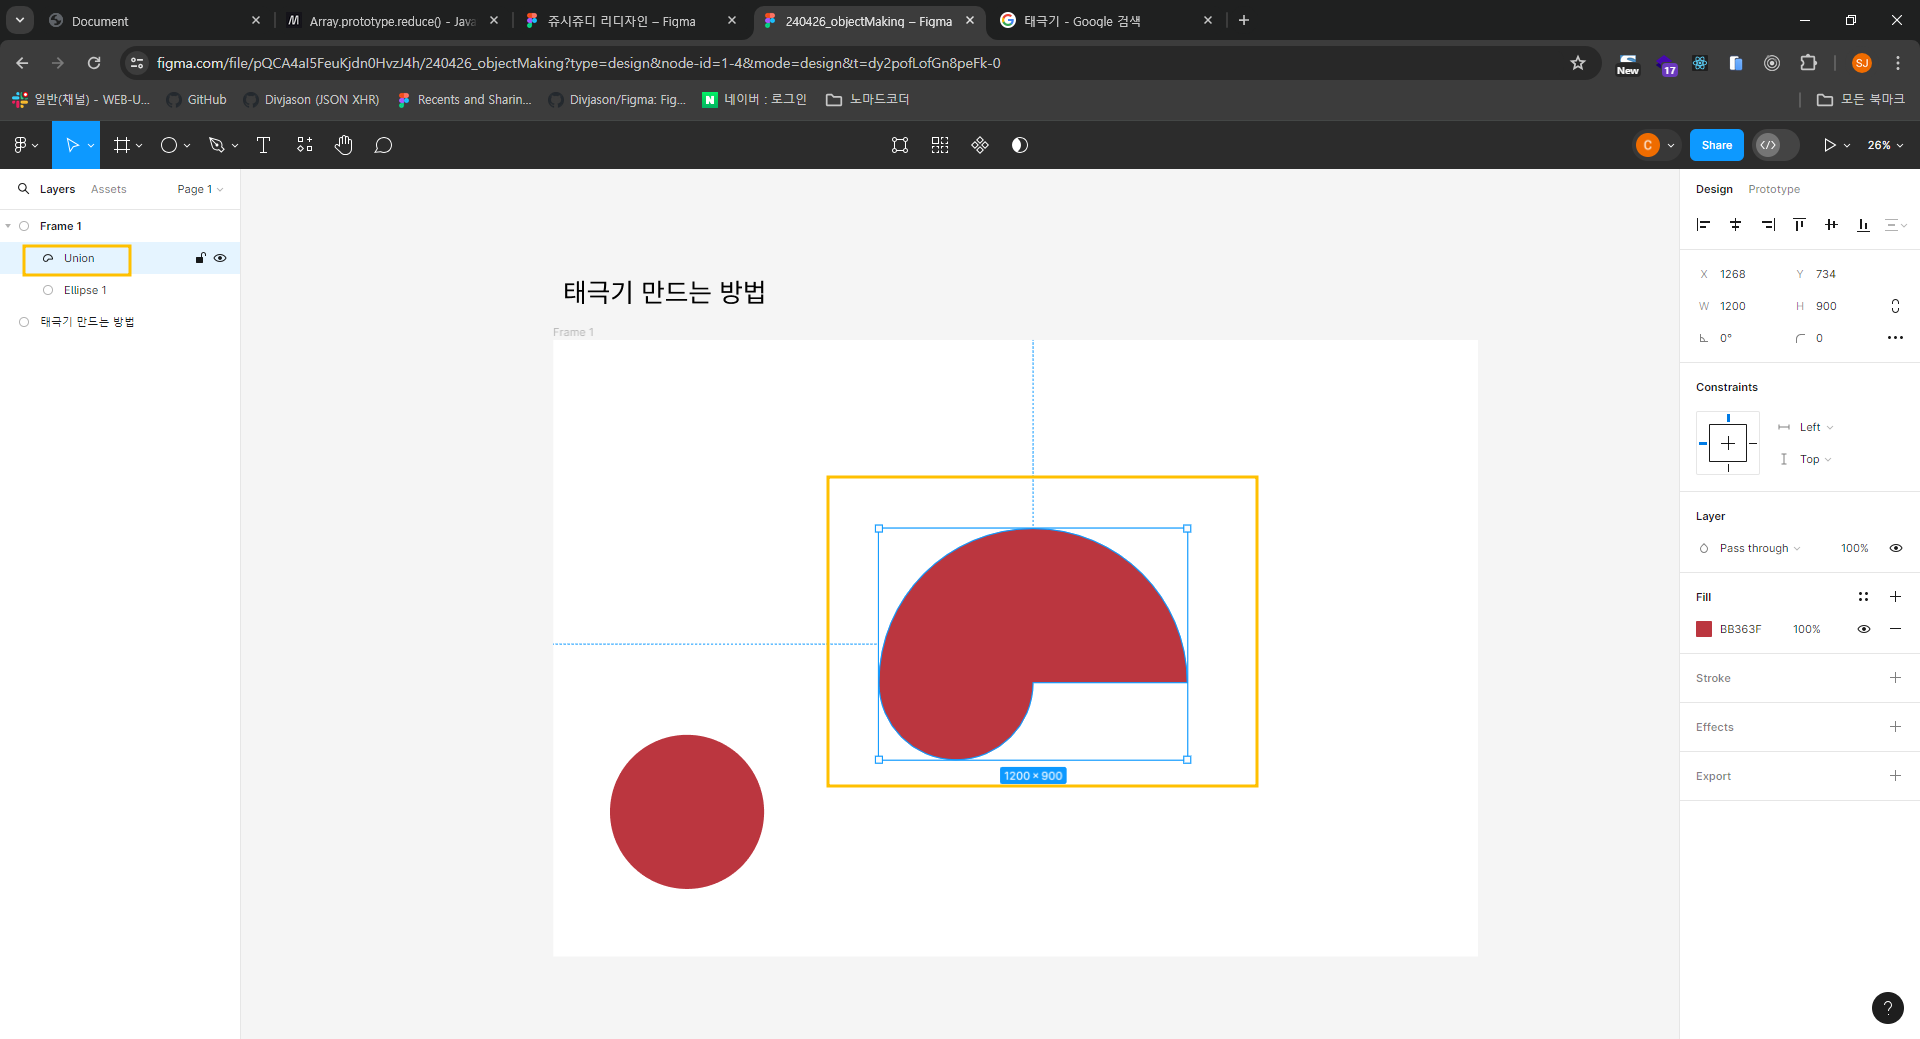 Document
Array.prototype.reduce() - Java
쥬시쥬디 리디자인 – Figma
240426_objectMaking – Figma
태극기 - Google 검색
figma.com/file/pQCA4aI5FeuKjdn0HvzJ4h/240426_objectMaking?type=design&node-id=1-4&mode=design&t=dy2pofLofGn8peFk-0
New
17
SJ
일반(채널) - WEB-U...
GitHub
Divjason (JSON XHR)
Recents and Sharin...
Divjason/Figma: Fig...
N 네이버 : 로그인
노마드코더
모든 북마크
C
Share
26%
Layers
Assets
Page 1
Frame 1
Union
Ellipse 1
태극기 만드는 방법
태극기 만드는 방법
Frame 1
1200 × 900
Design
Prototype
X 1268
Y 734
W 1200
H 900
0°
0
Constraints
Left
Top
Layer
Pass through
100%
Fill
BB363F
100%
Stroke
Effects
Export
?